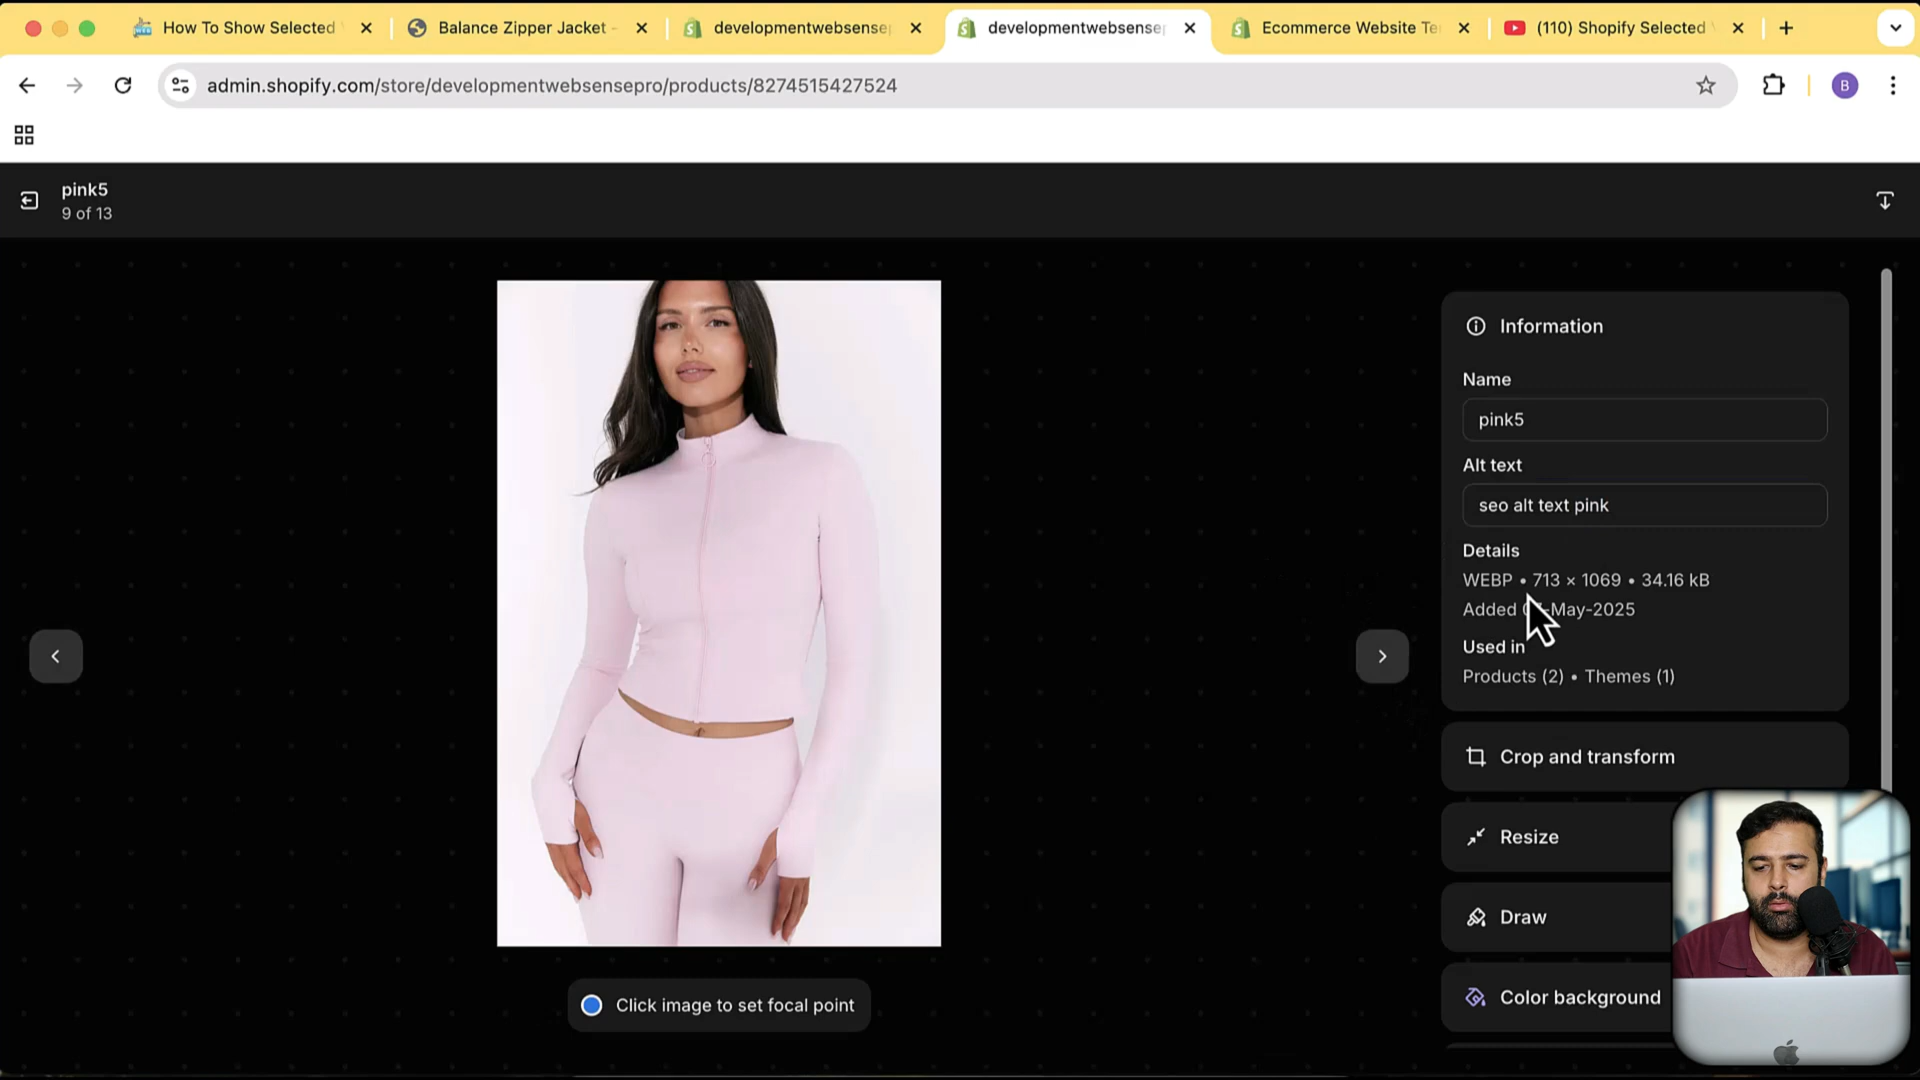 How To Show Selected
Balance Zipper Jacket -
developmentwebsense
developmentwebsense
Ecommerce Website Te
(110) Shopify Selected
admin.shopify.com/store/developmentwebsensepro/products/8274515427524
B
pink5
9 of 13
Information
Name
pink5
Alt text
seo alt text pink
Details
WEBP • 713 × 1069 • 34.16 kB
Added -May-2025
Used in
Products (2) • Themes (1)
Crop and transform
Resize
Draw
Color background
Click image to set focal point